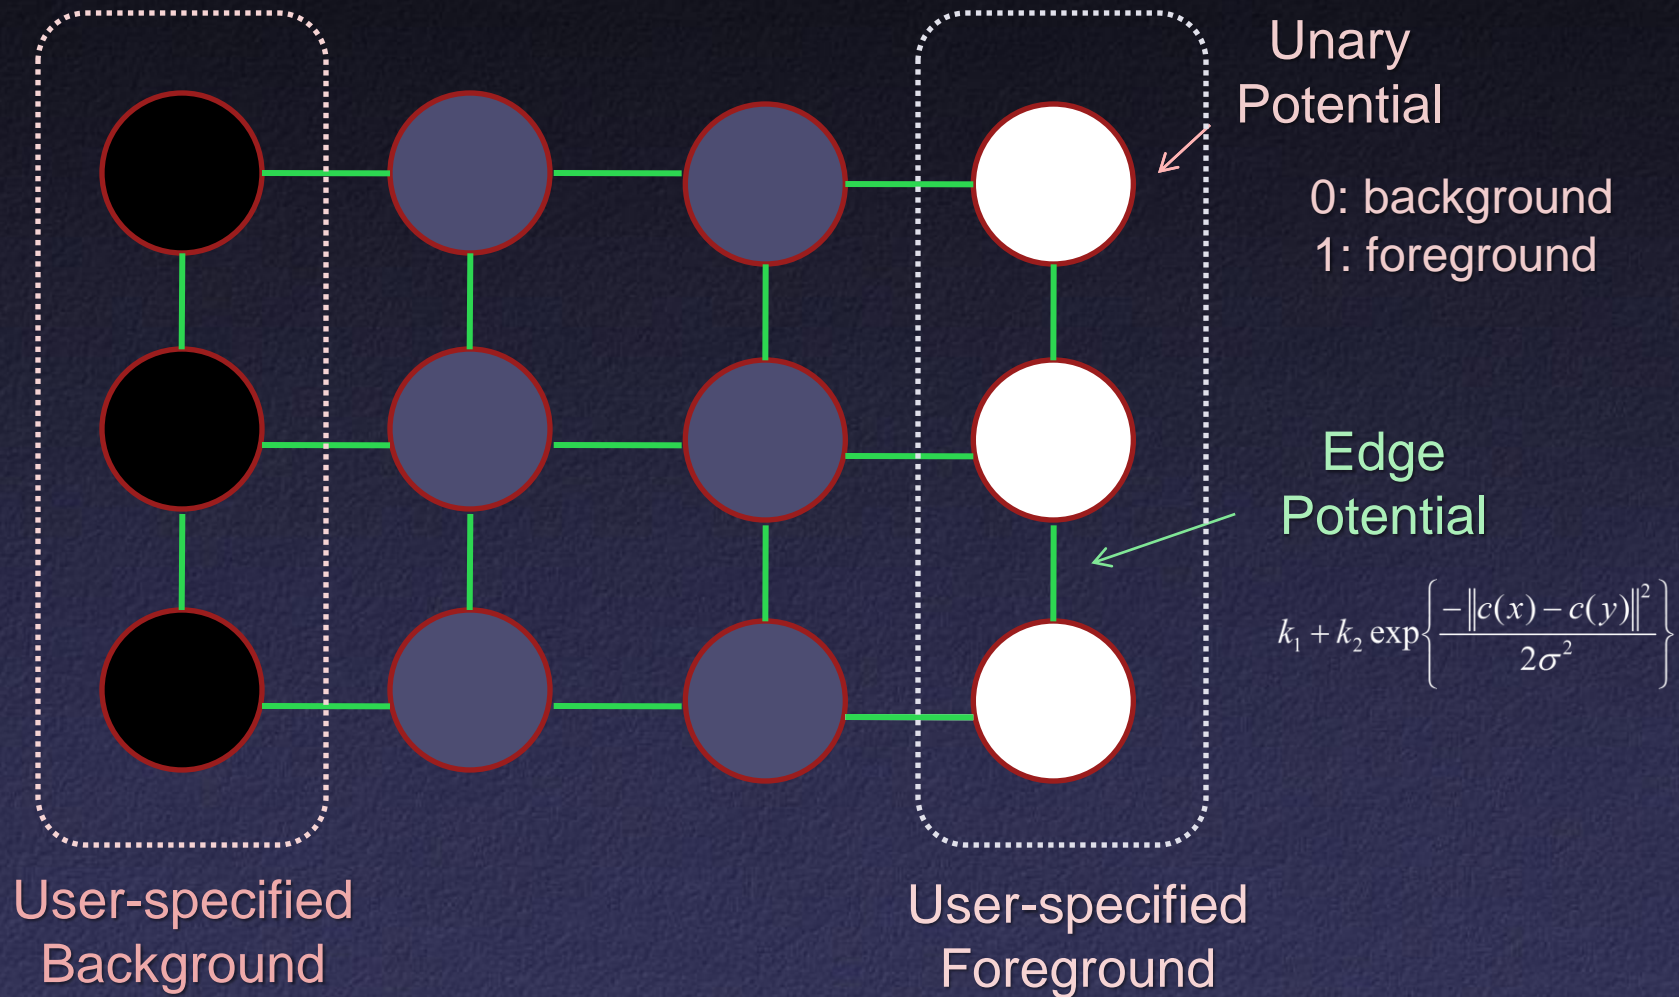 Unary
Potential
0: background
1: foreground
Edge
Potential
k₁ + k₂ exp{−‖c(x) − c(y)‖² / 2σ²}
User-specified
Background
User-specified
Foreground